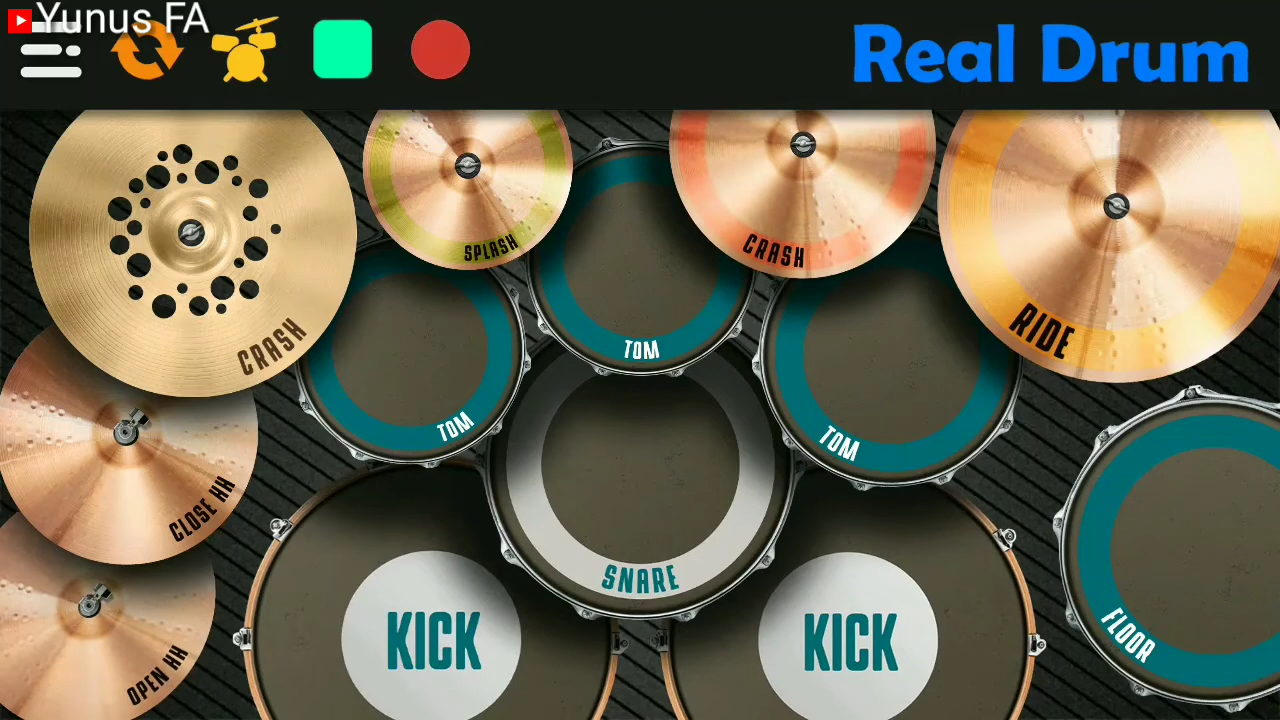 Yunus FA
Real Drum
SPLASH
CRASH
CRASH
RIDE
TOM
TOM
TOM
CLOSE HH
SNARE
KICK
KICK
FLOOR
OPEN HH